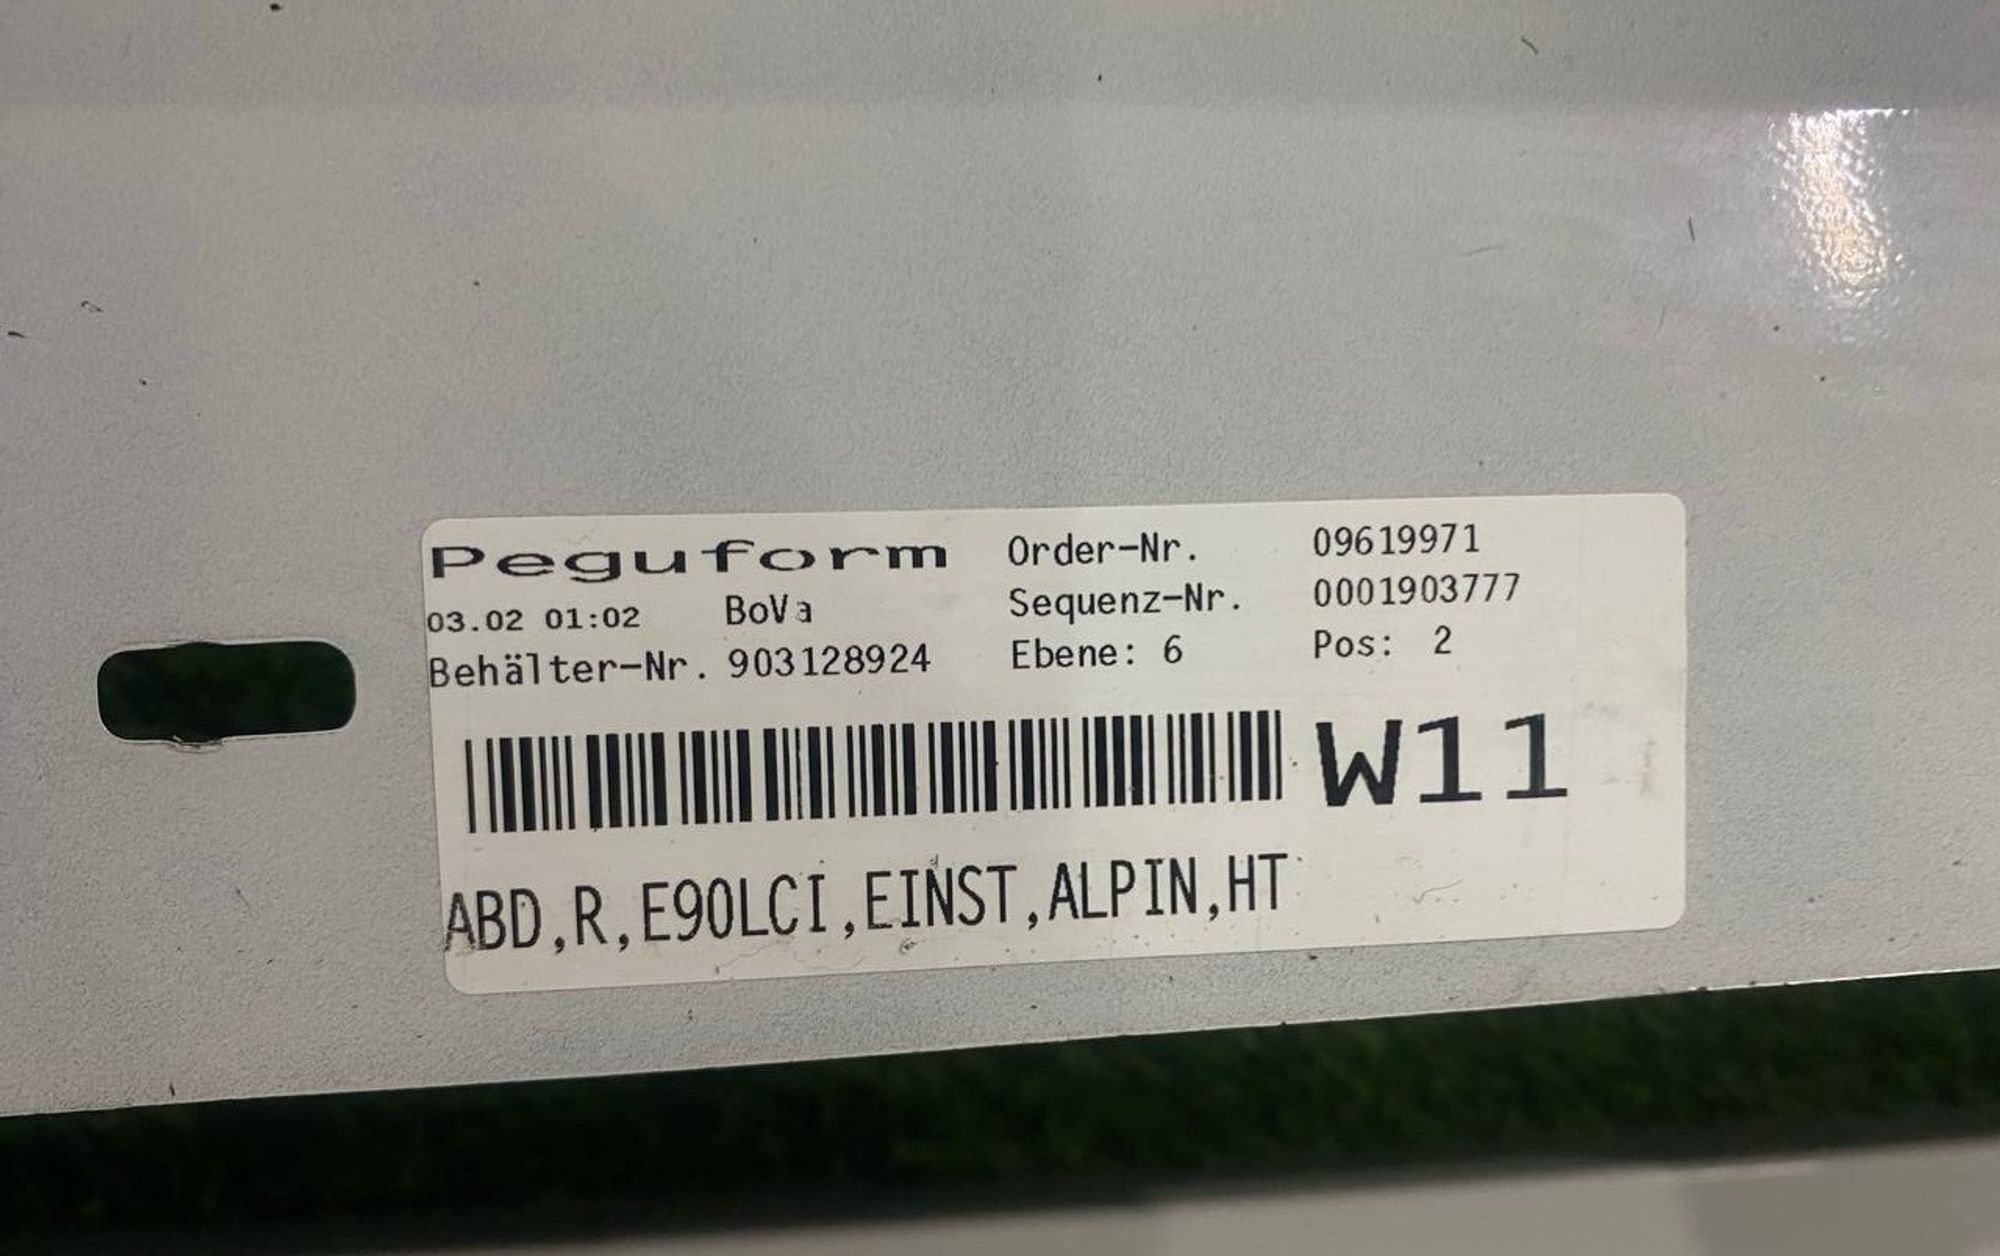 Peguform Order-Nr. 09619971
03.02 01:02 BoVa Sequenz-Nr. 0001903777
Behälter-Nr. 903128924 Ebene: 6 Pos: 2
W11
ABD,R,E90LCI,EINST,ALPIN,HT